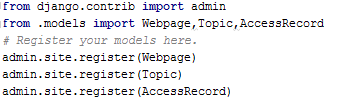 from django.contrib import admin
from .models import Webpage,Topic,AccessRecord
# Register your models here.
admin.site.register(Webpage)
admin.site.register(Topic)
admin.site.register(AccessRecord)